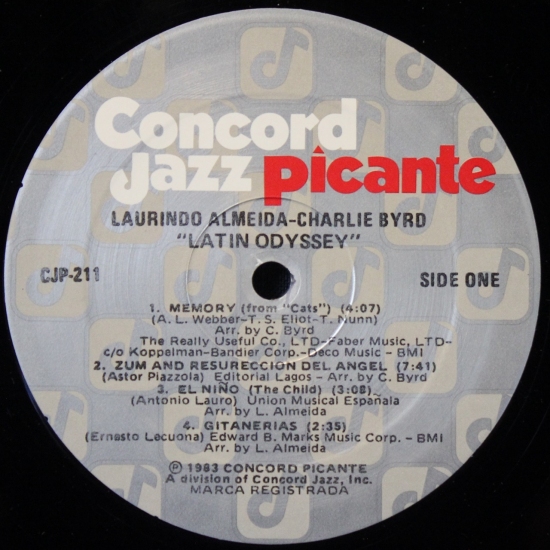 Concord
Jazz picante
LAURINDO ALMEIDA-CHARLIE BYRD
"LATIN ODYSSEY"
CJP-211
SIDE ONE
1. MEMORY (from "Cats") (4:07)
(A. L. Webber-T. S. Eliot-T. Nunn)
Arr. by C. Byrd
The Really Useful Co., LTD-Faber Music, LTD-
c/o Koppelman-Bandier Corp.-Deco Music - BMI
2. ZUM AND RESURECCIÓN DEL ANGEL (7:41)
(Astor Piazzola) Editorial Lagos - Arr. by C. Byrd
3. EL NIÑO (The Child) (3:08)
(Antonio Lauro) Union Musical Española
Arr. by L. Almeida
4. GITANERIAS (2:35)
(Ernesto Lecuona) Edward B. Marks Music Corp. - BMI
Arr. by L. Almeida
℗ 1983 CONCORD PICANTE
A division of Concord Jazz, Inc.
MARCA REGISTRADA